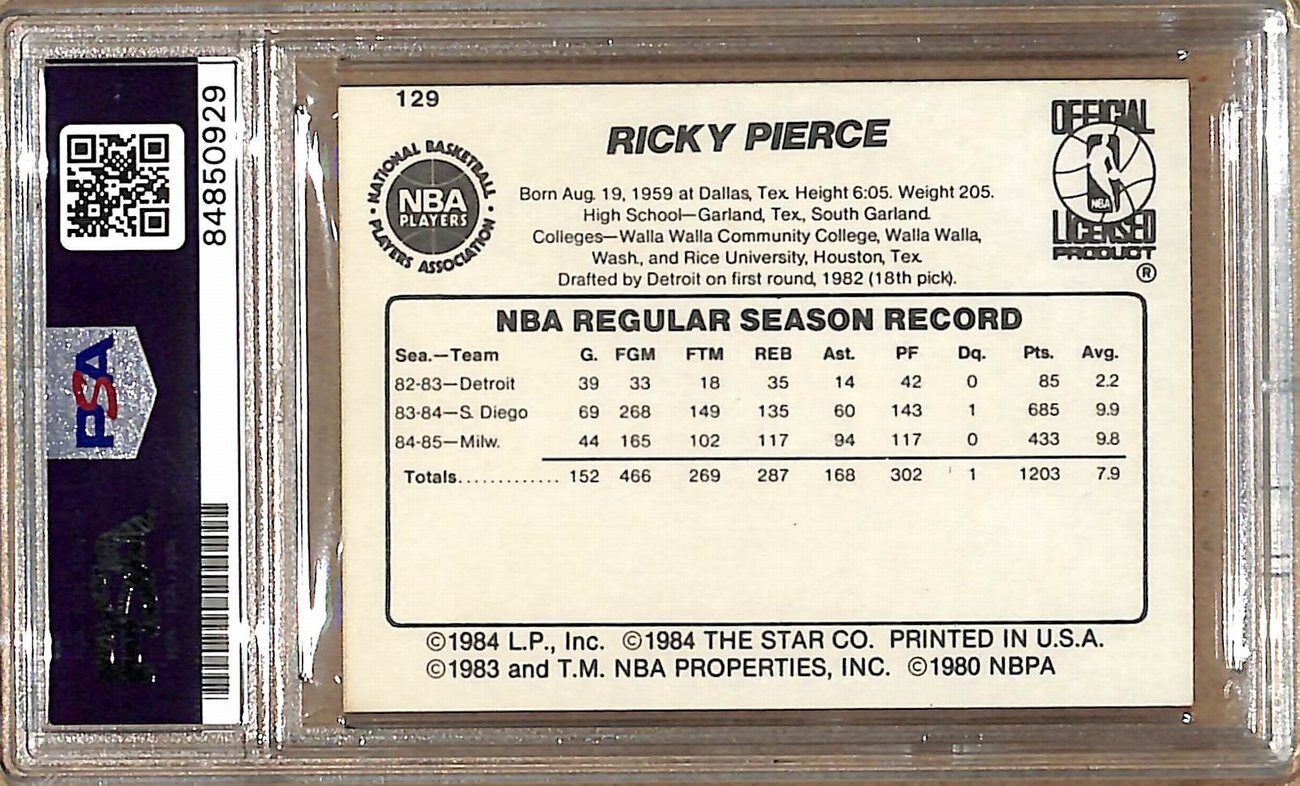 84850929
PSA
129
RICKY PIERCE
NATIONAL BASKETBALL
NBA
PLAYERS
PLAYERS ASSOCIATION
OFFICIAL
NBA
LICENSED
PRODUCT
®
Born Aug. 19, 1959 at Dallas, Tex. Height 6:05. Weight 205.
High School—Garland, Tex., South Garland.
Colleges—Walla Walla Community College, Walla Walla,
Wash., and Rice University, Houston, Tex.
Drafted by Detroit on first round, 1982 (18th pick).
NBA REGULAR SEASON RECORD
Sea.—Team G. FGM FTM REB Ast. PF Dq. Pts. Avg.
82-83—Detroit 39 33 18 35 14 42 0 85 2.2
83-84—S. Diego 69 268 149 135 60 143 1 685 9.9
84-85—Milw. 44 165 102 117 94 117 0 433 9.8
Totals............. 152 466 269 287 168 302 1 1203 7.9
©1984 L.P., Inc. ©1984 THE STAR CO. PRINTED IN U.S.A.
©1983 and T.M. NBA PROPERTIES, INC. ©1980 NBPA